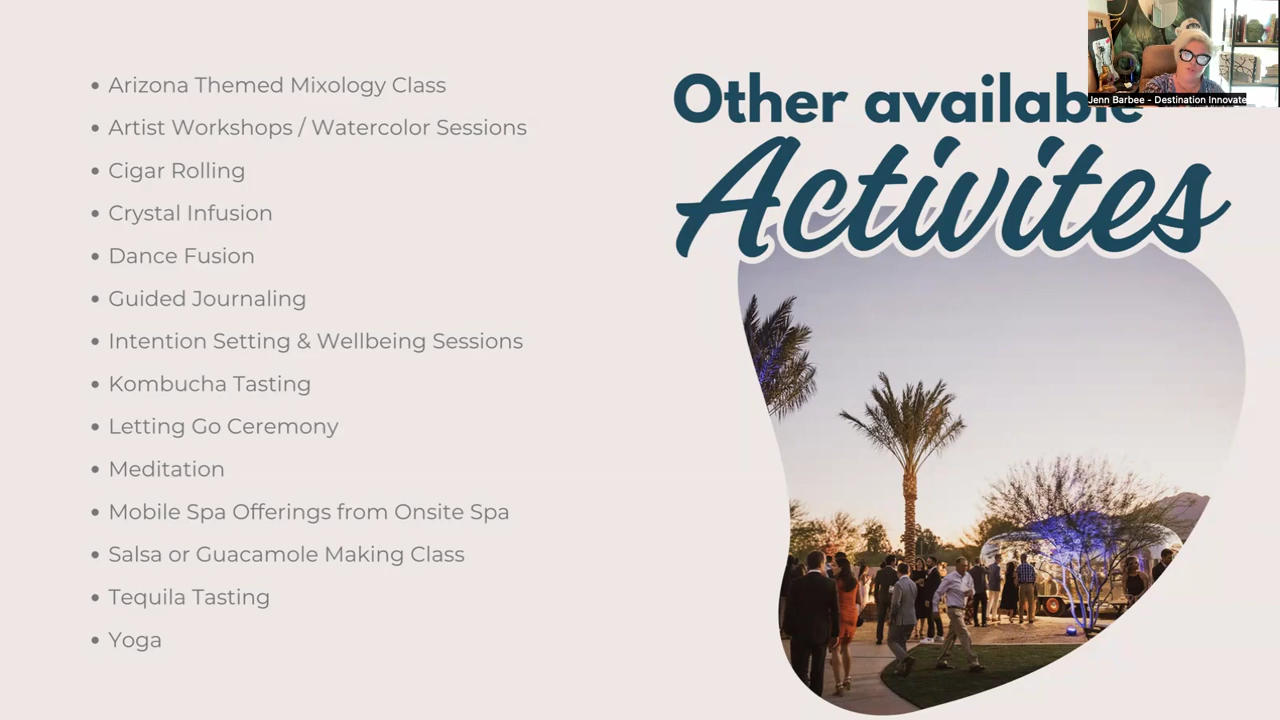 Other available
Activites
Arizona Themed Mixology Class
Artist Workshops / Watercolor Sessions
Cigar Rolling
Crystal Infusion
Dance Fusion
Guided Journaling
Intention Setting & Wellbeing Sessions
Kombucha Tasting
Letting Go Ceremony
Meditation
Mobile Spa Offerings from Onsite Spa
Salsa or Guacamole Making Class
Tequila Tasting
Yoga
Jenn Barbee - Destination Innovate